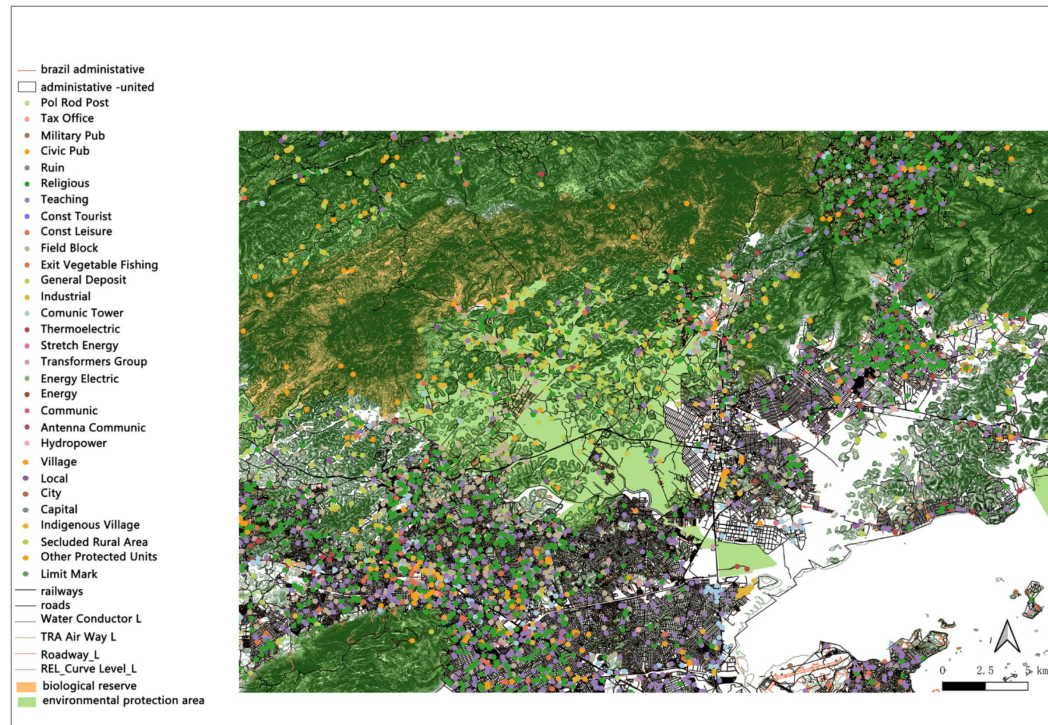 brazil administative
administative -united
Pol Rod Post
Tax Office
Military Pub
Civic Pub
Ruin
Religious
Teaching
Const Tourist
Const Leisure
Field Block
Exit Vegetable Fishing
General Deposit
Industrial
Comunic Tower
Thermoelectric
Stretch Energy
Transformers Group
Energy Electric
Energy
Communic
Antenna Communic
Hydropower
Village
Local
City
Capital
Indigenous Village
Secluded Rural Area
Other Protected Units
Limit Mark
railways
roads
Water Conductor L
TRA Air Way L
Roadway_L
REL_Curve Level_L
biological reserve
environmental protection area
0 2.5 5 km